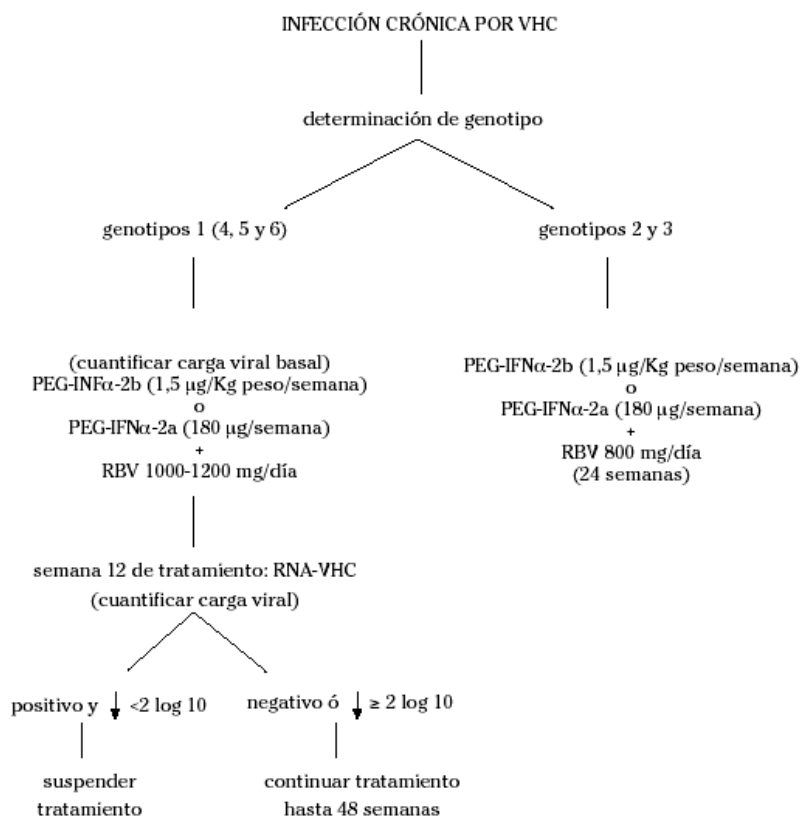 INFECCIÓN CRÓNICA POR VHC
determinación de genotipo
genotipos 1 (4, 5 y 6)
genotipos 2 y 3
(cuantificar carga viral basal)
PEG-INFα-2b (1,5 µg/Kg peso/semana)
o
PEG-IFNα-2a (180 µg/semana)
+
RBV 1000-1200 mg/día
PEG-IFNα-2b (1,5 µg/Kg peso/semana)
o
PEG-IFNα-2a (180 µg/semana)
+
RBV 800 mg/día
(24 semanas)
semana 12 de tratamiento: RNA-VHC
(cuantificar carga viral)
positivo y ↓ <2 log 10
negativo ó ↓ ≥ 2 log 10
suspender
tratamiento
continuar tratamiento
hasta 48 semanas